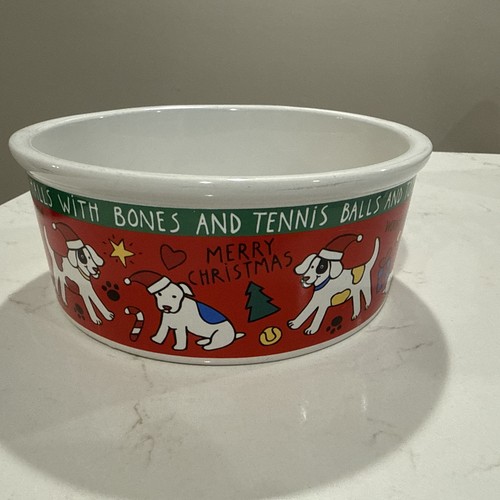 WITH BONES AND TENNIS BALLS AND
MERRY
CHRISTMAS